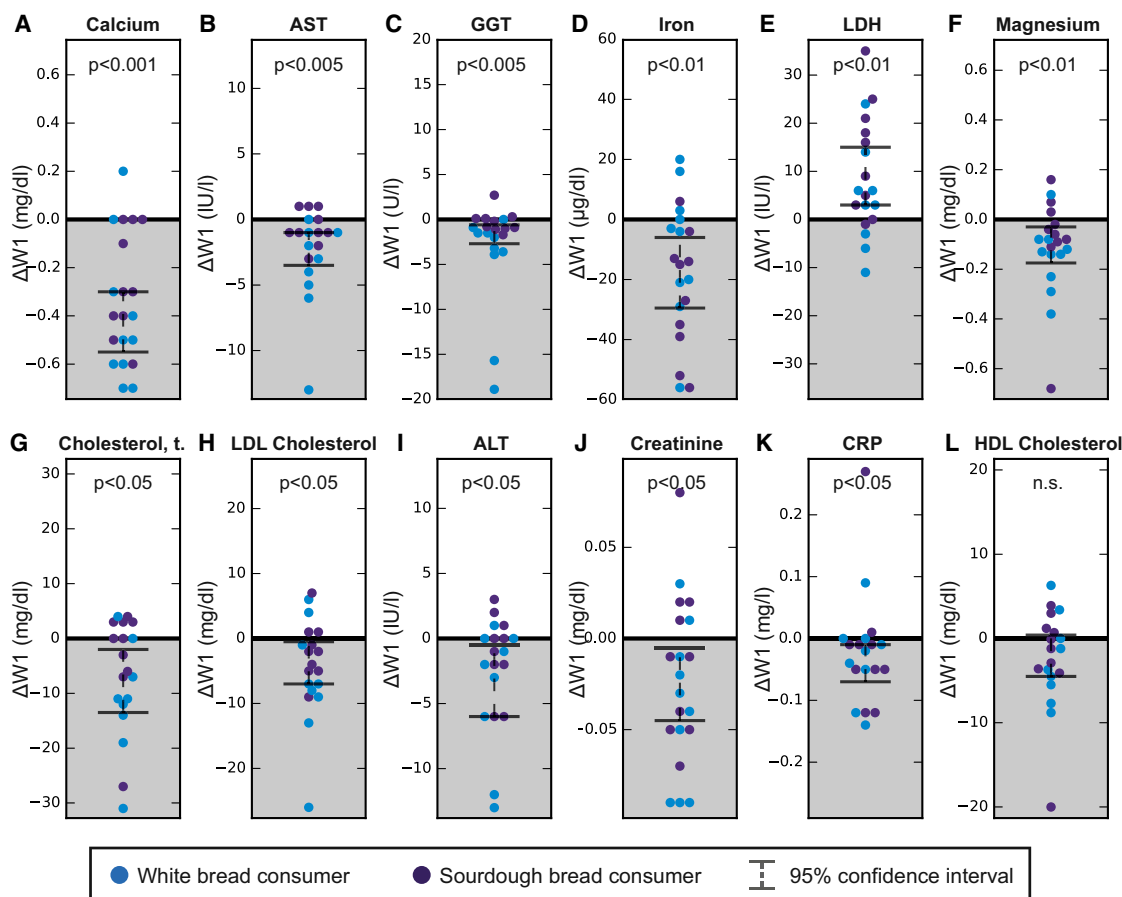 A Calcium
p<0.001
ΔW1 (mg/dl)
0.6
0.4
0.2
0.0
−0.2
−0.4
−0.6
B AST
p<0.005
ΔW1 (IU/l)
10
5
0
−5
−10
C GGT
p<0.005
ΔW1 (U/l)
20
15
10
5
0
−5
−10
−15
−20
D Iron
p<0.01
ΔW1 (µg/dl)
60
40
20
0
−20
−40
−60
E LDH
p<0.01
ΔW1 (IU/l)
30
20
10
0
−10
−20
−30
F Magnesium
p<0.01
ΔW1 (mg/dl)
0.6
0.4
0.2
0.0
−0.2
−0.4
−0.6
G Cholesterol, t.
p<0.05
ΔW1 (mg/dl)
30
20
10
0
−10
−20
−30
H LDL Cholesterol
p<0.05
ΔW1 (mg/dl)
20
10
0
−10
−20
I ALT
p<0.05
ΔW1 (IU/l)
10
5
0
−5
−10
J Creatinine
p<0.05
ΔW1 (mg/dl)
0.05
0.00
−0.05
K CRP
p<0.05
ΔW1 (mg/l)
0.2
0.1
0.0
−0.1
−0.2
L HDL Cholesterol
n.s.
ΔW1 (mg/dl)
20
10
0
−10
−20
White bread consumer Sourdough bread consumer 95% confidence interval